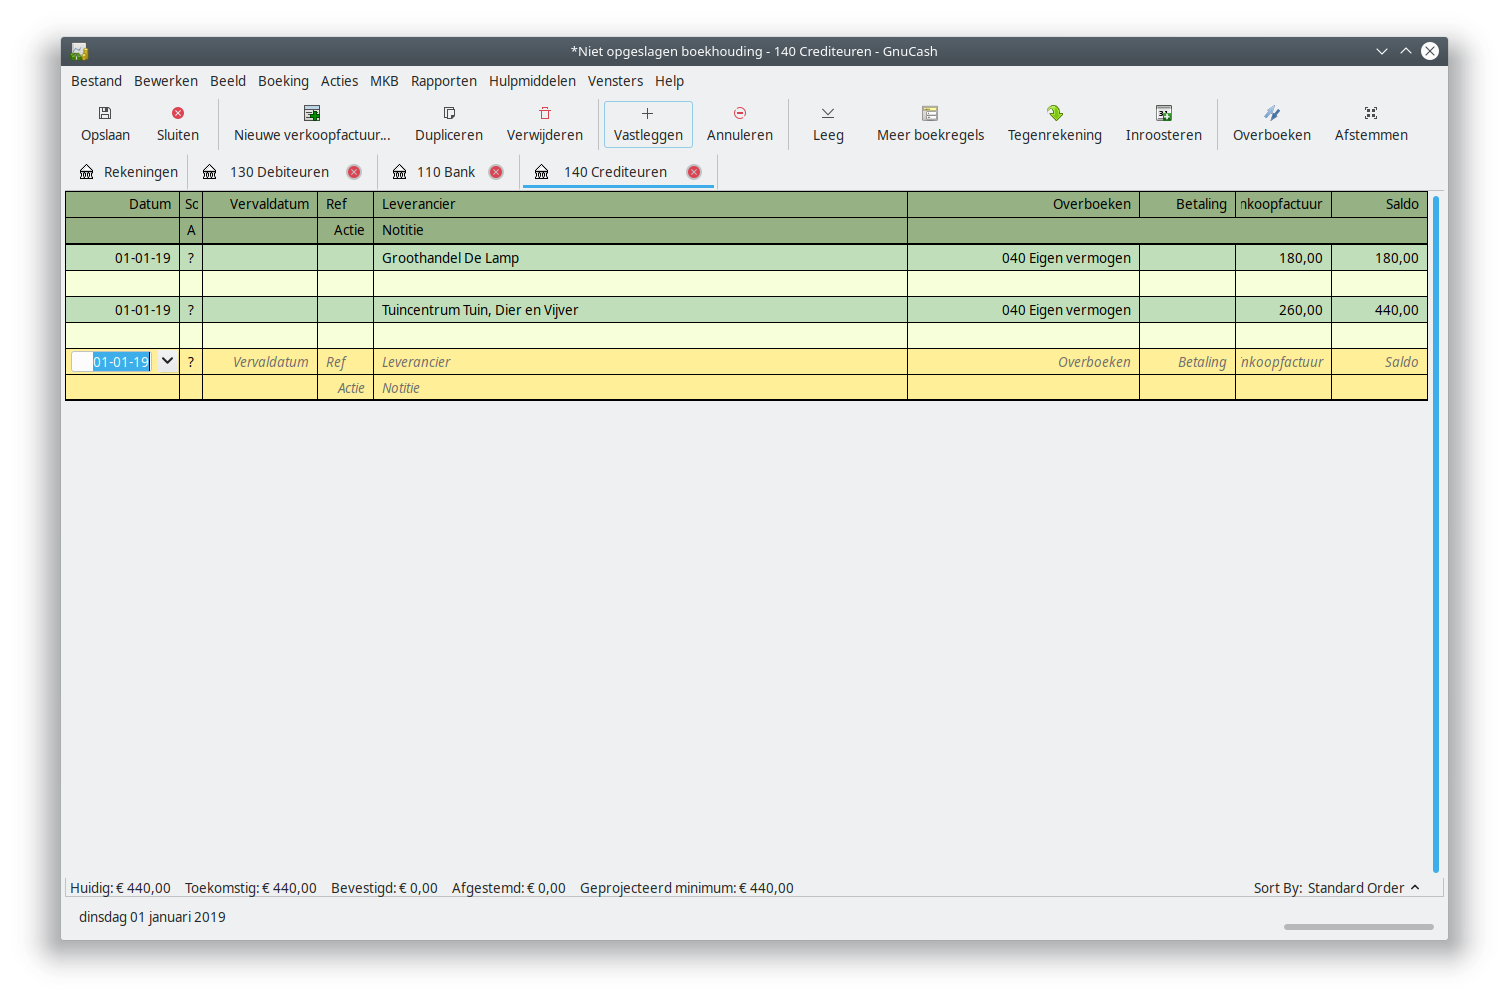 *Niet opgeslagen boekhouding - 140 Crediteuren - GnuCash
Bestand Bewerken Beeld Boeking Acties MKB Rapporten Hulpmiddelen Vensters Help
Opslaan Sluiten Nieuwe verkoopfactuur... Dupliceren Verwijderen Vastleggen Annuleren Leeg Meer boekregels Tegenrekening Inroosteren Overboeken Afstemmen
Rekeningen 130 Debiteuren 110 Bank 140 Crediteuren
Datum Sc Vervaldatum Ref Leverancier Overboeken Betaling nkoopfactuur Saldo
A Actie Notitie
01-01-19 ? Groothandel De Lamp 040 Eigen vermogen 180,00 180,00
01-01-19 ? Tuincentrum Tuin, Dier en Vijver 040 Eigen vermogen 260,00 440,00
01-01-19 ? Vervaldatum Ref Leverancier Overboeken Betaling nkoopfactuur Saldo
Actie Notitie
Huidig: € 440,00 Toekomstig: € 440,00 Bevestigd: € 0,00 Afgestemd: € 0,00 Geprojecteerd minimum: € 440,00 Sort By: Standard Order
dinsdag 01 januari 2019